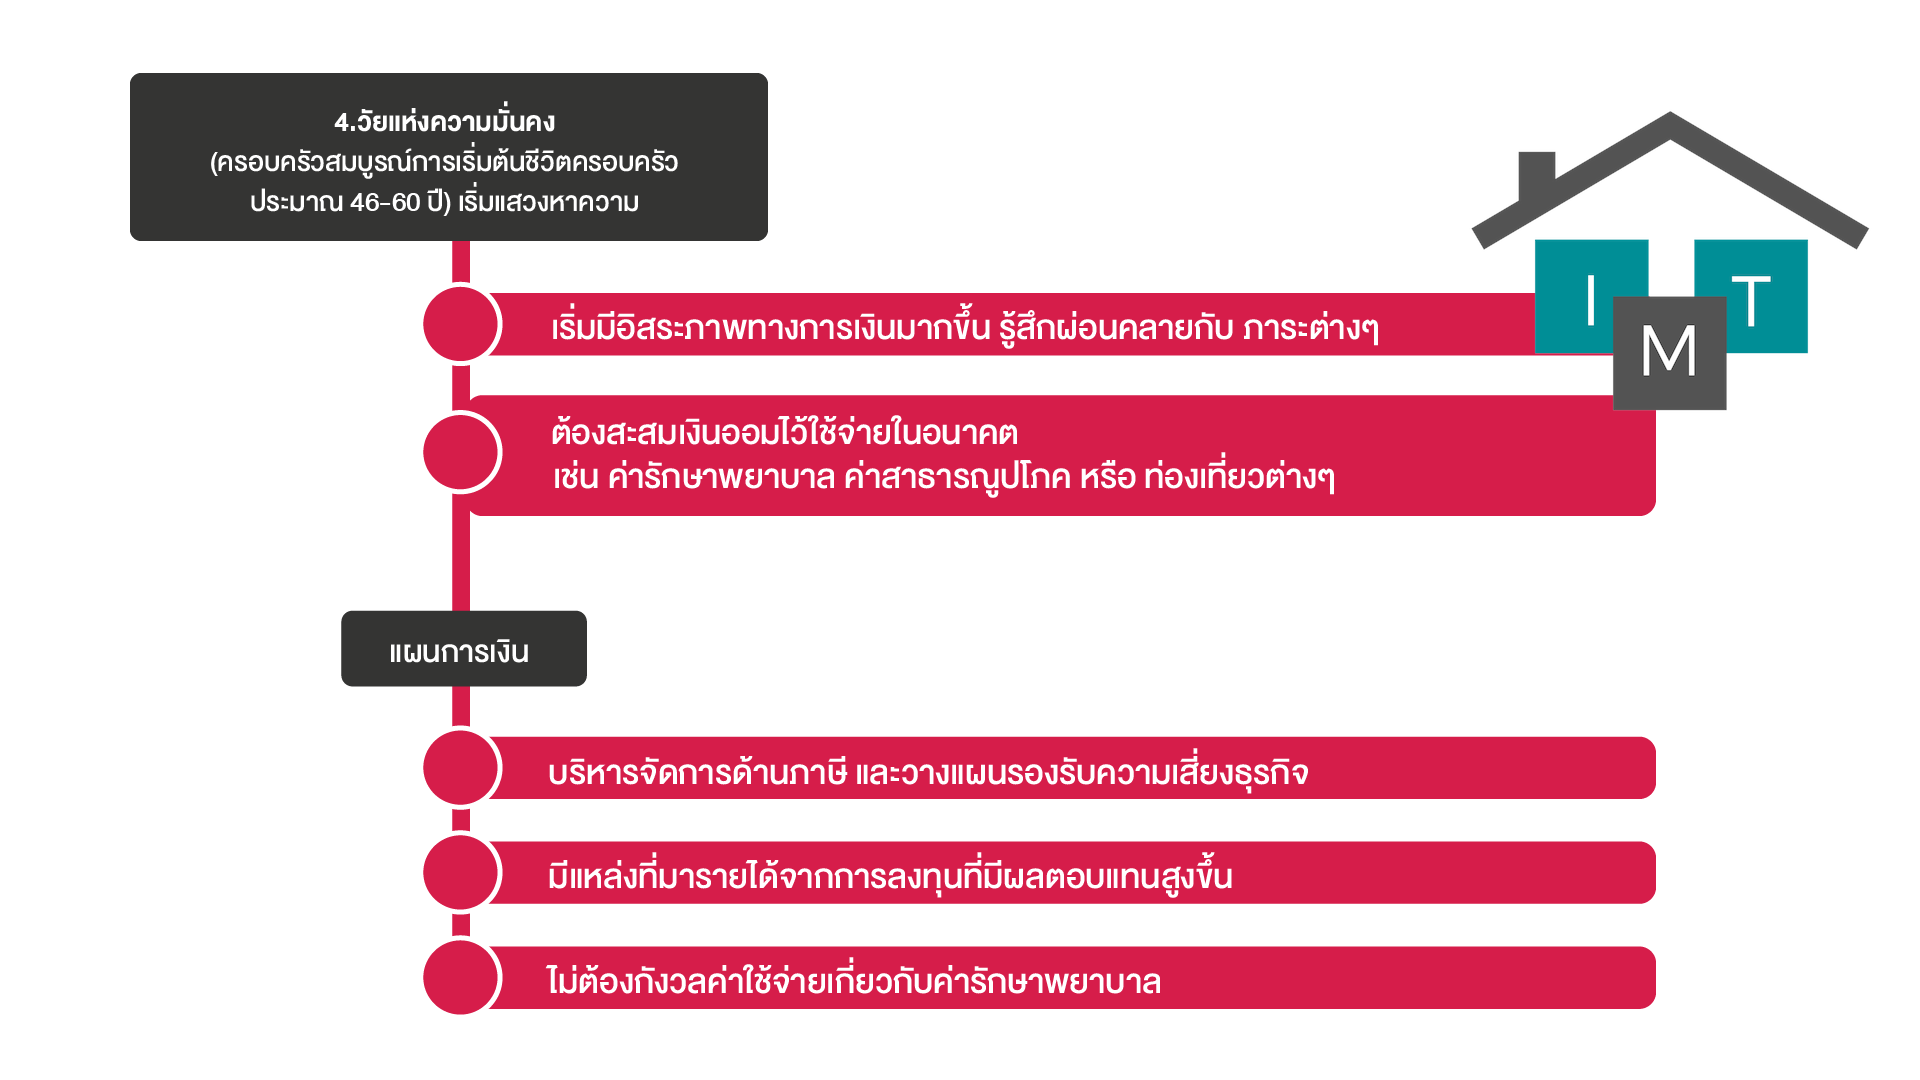 4.วัยแห่งความมั่นคง
(ครอบครัวสมบูรณ์การเริ่มต้นชีวิตครอบครัว
ประมาณ 46-60 ปี) เริ่มแสวงหาความ
I
T
M
เริ่มมีอิสระภาพทางการเงินมากขึ้น รู้สึกผ่อนคลายกับ ภาระต่างๆ
ต้องสะสมเงินออมไว้ใช้จ่ายในอนาคต
เช่น ค่ารักษาพยาบาล ค่าสาธารณูปโภค หรือ ท่องเที่ยวต่างๆ
แผนการเงิน
บริหารจัดการด้านภาษี และวางแผนรองรับความเสี่ยงธุรกิจ
มีแหล่งที่มารายได้จากการลงทุนที่มีผลตอบแทนสูงขึ้น
ไม่ต้องกังวลค่าใช้จ่ายเกี่ยวกับค่ารักษาพยาบาล